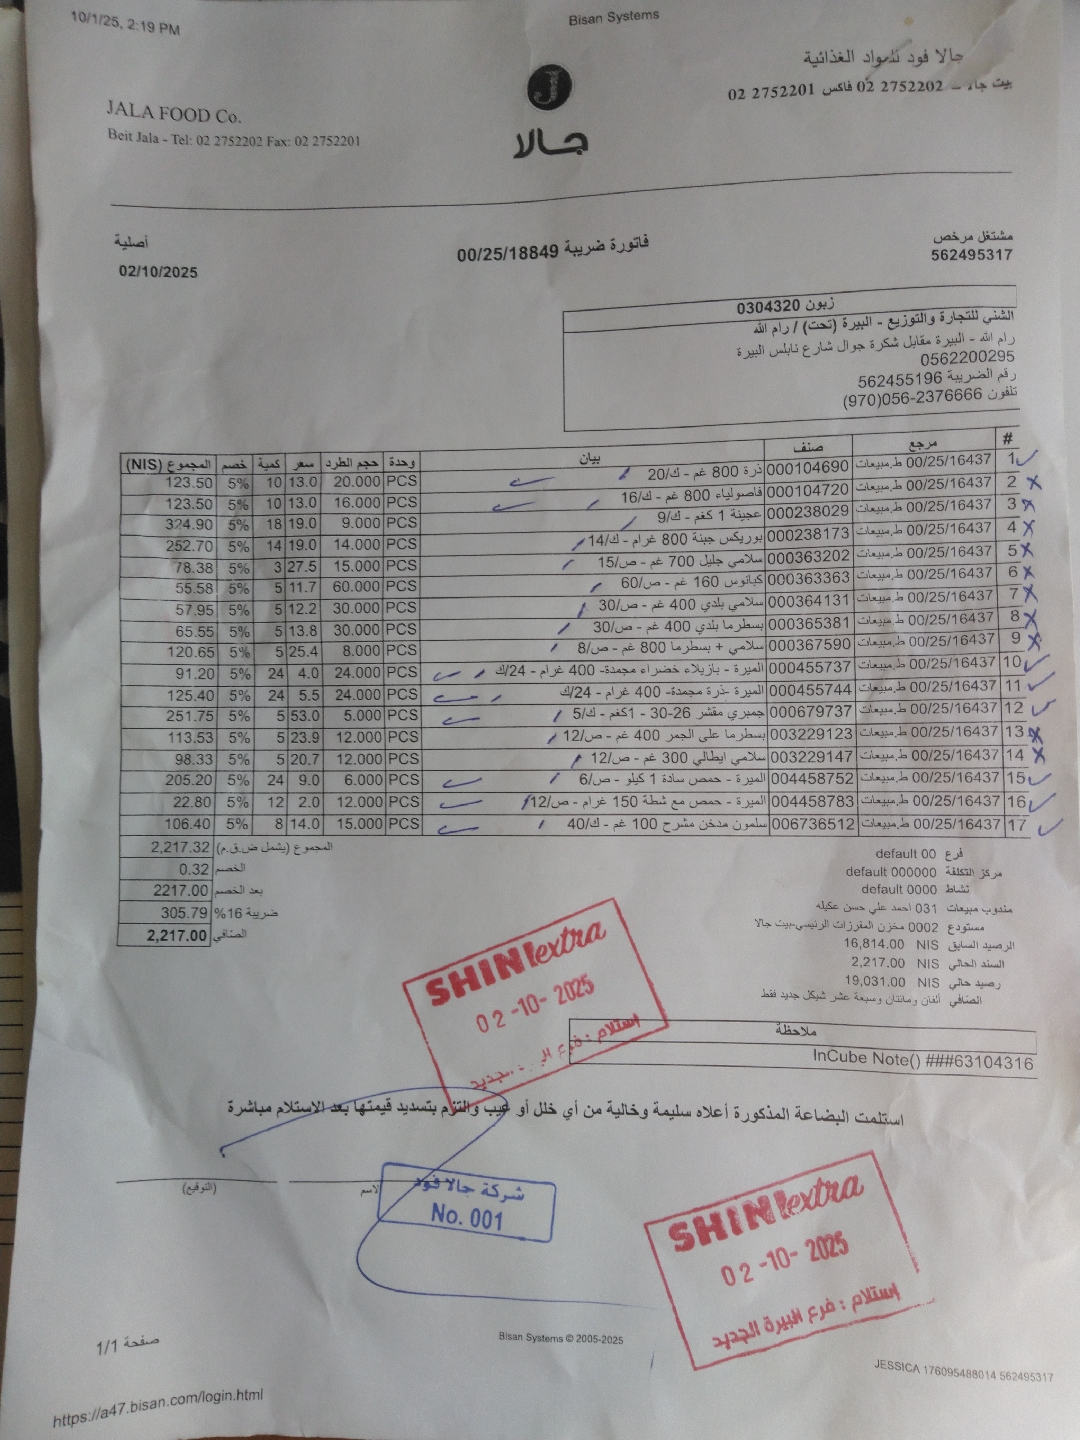 10/1/25, 2:19 PM
Bisan Systems
جالا فود للمواد الغذائية
بيت جالا - 02 2752202 فاكس 02 2752201
JALA FOOD Co.
Beit Jala - Tel: 02 2752202 Fax: 02 2752201
جالا
مشتغل مرخص
562495317
فاتورة ضريبة 00/25/18849
أصلية
02/10/2025
زبون 0304320
الشني للتجارة والتوزيع - البيرة (تحت) / رام الله
رام الله - البيرة مقابل شكرة جوال شارع نابلس البيرة
0562200295
رقم الضريبة 562455196
تلفون 056-2376666(970)
# مرجع صنف بيان وحدة حجم الطرد سعر كمية خصم المجموع (NIS)
1 00/25/16437 ط.مبيعات 000104690 ذرة 800 غم - ك/20 PCS 20.000 13.0 10 5% 123.50
2 00/25/16437 ط.مبيعات 000104720 فاصولياء 800 غم - ك/16 PCS 16.000 13.0 10 5% 123.50
3 00/25/16437 ط.مبيعات 000238029 عجينة 1 كغم - ك/9 PCS 9.000 19.0 18 5% 324.90
4 00/25/16437 ط.مبيعات 000238173 بوريكس جبنة 800 غرام - ك/14 PCS 14.000 19.0 14 5% 252.70
5 00/25/16437 ط.مبيعات 000363202 سلامي جليل 700 غم - ص/15 PCS 15.000 27.5 3 5% 78.38
6 00/25/16437 ط.مبيعات 000363363 كبانوس 160 غم - ص/60 PCS 60.000 11.7 5 5% 55.58
7 00/25/16437 ط.مبيعات 000364131 سلامي بلدي 400 غم - ص/30 PCS 30.000 12.2 5 5% 57.95
8 00/25/16437 ط.مبيعات 000365381 بسطرما بلدي 400 غم - ص/30 PCS 30.000 13.8 5 5% 65.55
9 00/25/16437 ط.مبيعات 000367590 سلامي + بسطرما 800 غم - ص/8 PCS 8.000 25.4 5 5% 120.65
10 00/25/16437 ط.مبيعات 000455737 الميرة - بازيلاء خضراء مجمدة- 400 غرام - 24/ك PCS 24.000 4.0 24 5% 91.20
11 00/25/16437 ط.مبيعات 000455744 الميرة -ذرة مجمدة- 400 غرام - 24/ك PCS 24.000 5.5 24 5% 125.40
12 00/25/16437 ط.مبيعات 000679737 جمبري مقشر 26-30 - 1كغم - ك/5 PCS 5.000 53.0 5 5% 251.75
13 00/25/16437 ط.مبيعات 003229123 بسطرما على الجمر 400 غم - ص/12 PCS 12.000 23.9 5 5% 113.53
14 00/25/16437 ط.مبيعات 003229147 سلامي ايطالي 300 غم - ص/12 PCS 12.000 20.7 5 5% 98.33
15 00/25/16437 ط.مبيعات 004458752 الميرة - حمص سادة 1 كيلو - ص/6 PCS 6.000 9.0 24 5% 205.20
16 00/25/16437 ط.مبيعات 004458783 الميرة - حمص مع شطة 150 غرام - ص/12 PCS 12.000 2.0 12 5% 22.80
17 00/25/16437 ط.مبيعات 006736512 سلمون مدخن مشرح 100 غم - ك/40 PCS 15.000 14.0 8 5% 106.40
المجموع (يشمل ض.ق.م) 2,217.32
الخصم 0.32
بعد الخصم 2217.00
ضريبة 16% 305.79
الصافي 2,217.00
فرع 00 default
مركز التكلفة 000000 default
نشاط 0000 default
مندوب مبيعات 031 احمد علي حسن عكيله
مستودع 0002 مخزن المفرزات الرئيسي-بيت جالا
الرصيد السابق NIS 16,814.00
السند الحالي NIS 2,217.00
رصيد حالي NIS 19,031.00
الصافي ألفان ومائتان وسبعة عشر شيكل جديد فقط
SHINI extra
02-10-2025
إستلام : فرع الجديد
ملاحظة
InCube Note() ###63104316
استلمت البضاعة المذكورة أعلاه سليمة وخالية من أي خلل أو عيب والتزم بتسديد قيمتها بعد الاستلام مباشرة
الاسم
(التوقيع)
شركة جالا فود
No. 001
SHINI extra
02-10-2025
إستلام : فرع البيرة الجديد
صفحة 1/1
Bisan Systems © 2005-2025
JESSICA 176095488014 562495317
https://a47.bisan.com/login.html